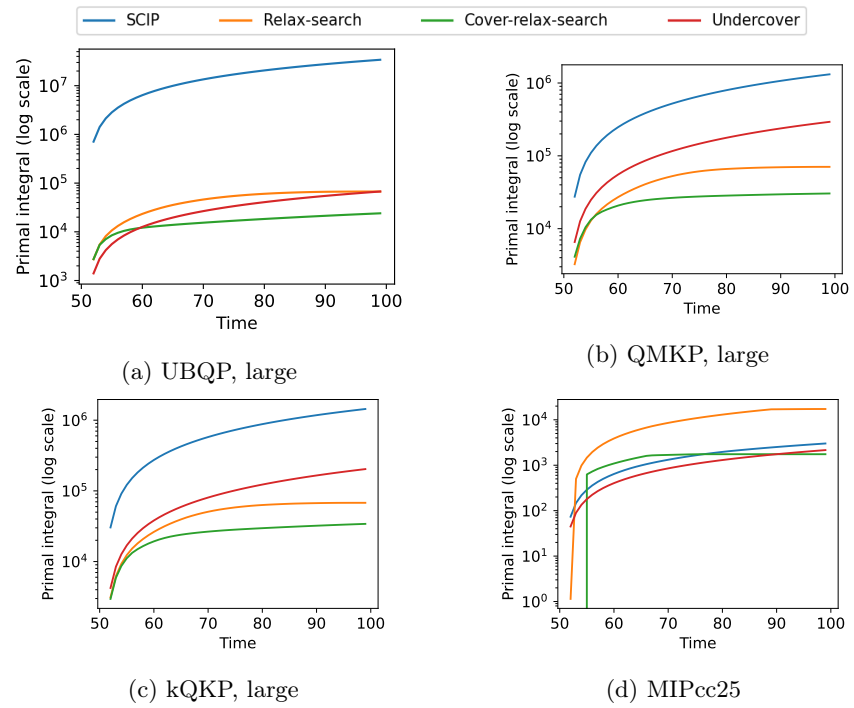 SCIP Relax-search Cover-relax-search Undercover
Primal integral (log scale)
10^7
10^6
10^5
10^4
10^3
50 60 70 80 90 100
Time
(a) UBQP, large
Primal integral (log scale)
10^6
10^5
10^4
50 60 70 80 90 100
Time
(b) QMKP, large
Primal integral (log scale)
10^6
10^5
10^4
50 60 70 80 90 100
Time
(c) kQKP, large
Primal integral (log scale)
10^4
10^3
10^2
10^1
10^0
50 60 70 80 90 100
Time
(d) MIPcc25